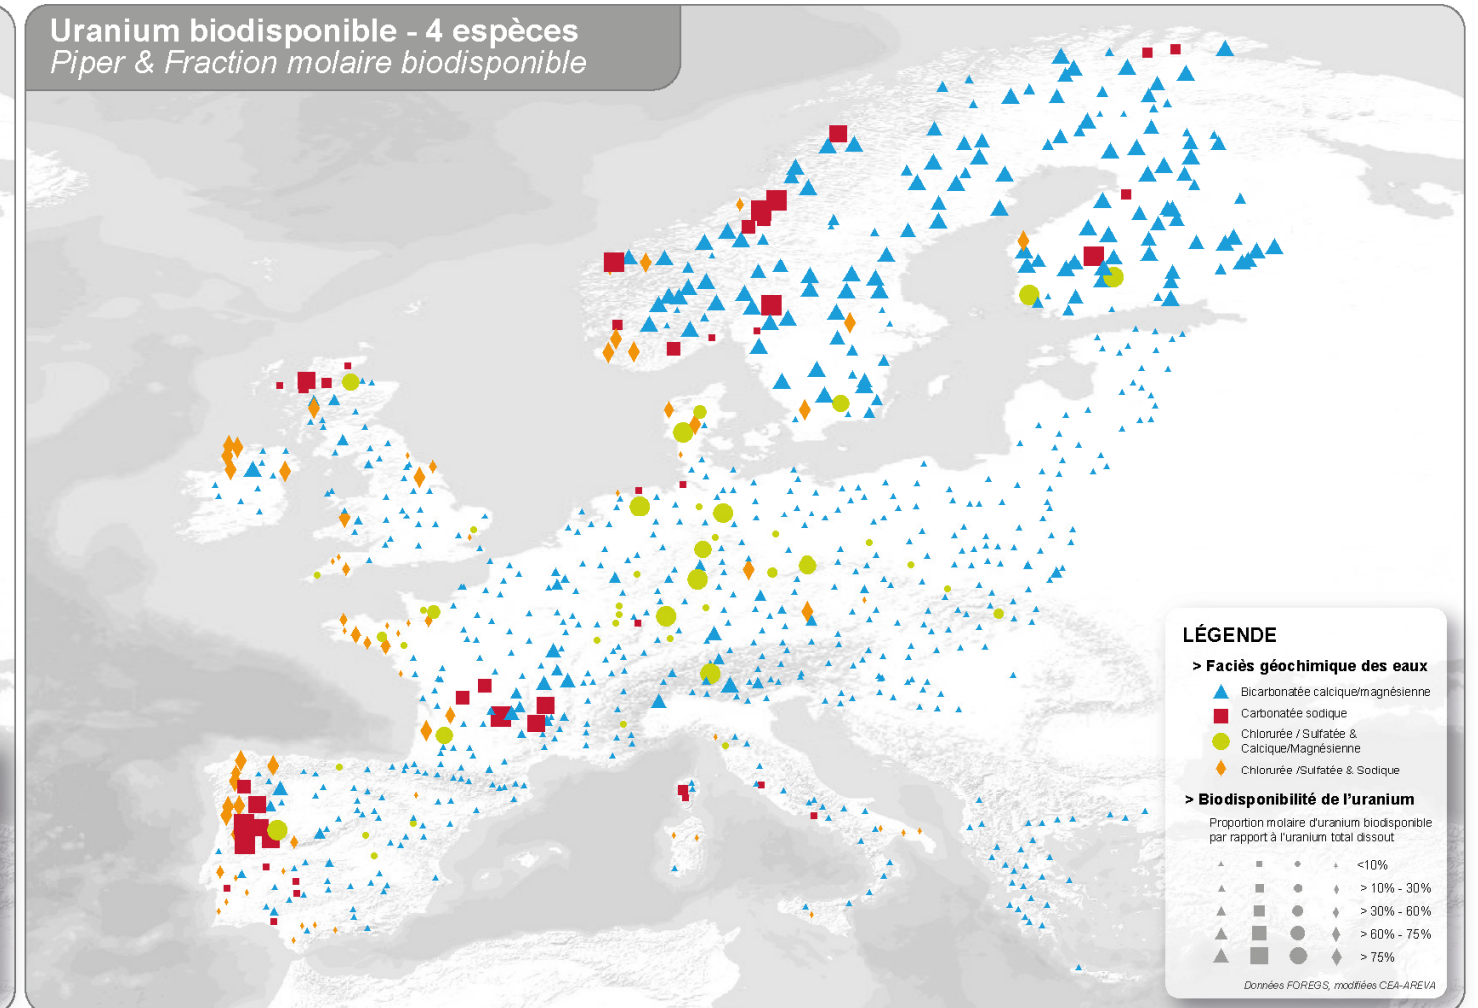 Uranium biodisponible - 4 espèces
Piper & Fraction molaire biodisponible
LÉGENDE
> Faciès géochimique des eaux
Bicarbonatée calcique/magnésienne
Carbonatée sodique
Chlorurée / Sulfatée &
Calcique/Magnésienne
Chlorurée /Sulfatée & Sodique
> Biodisponibilité de l'uranium
Proportion molaire d'uranium biodisponible
par rapport à l'uranium total dissout
<10%
> 10% - 30%
> 30% - 60%
> 60% - 75%
> 75%
Données FOREGS, modifiées CEA-AREVA